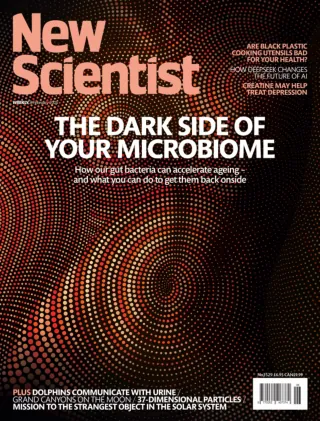 New
Scientist
WEEKLY
ARE BLACK PLASTIC
COOKING UTENSILS BAD
FOR YOUR HEALTH?
HOW DEEPSEEK CHANGES
THE FUTURE OF AI
CREATINE MAY HELP
TREAT DEPRESSION
THE DARK SIDE OF
YOUR MICROBIOME
How our gut bacteria can accelerate ageing –
and what you can do to get them back onside
PLUS DOLPHINS COMMUNICATE WITH URINE /
GRAND CANYONS ON THE MOON / 37-DIMENSIONAL PARTICLES /
MISSION TO THE STRANGEST OBJECT IN THE SOLAR SYSTEM